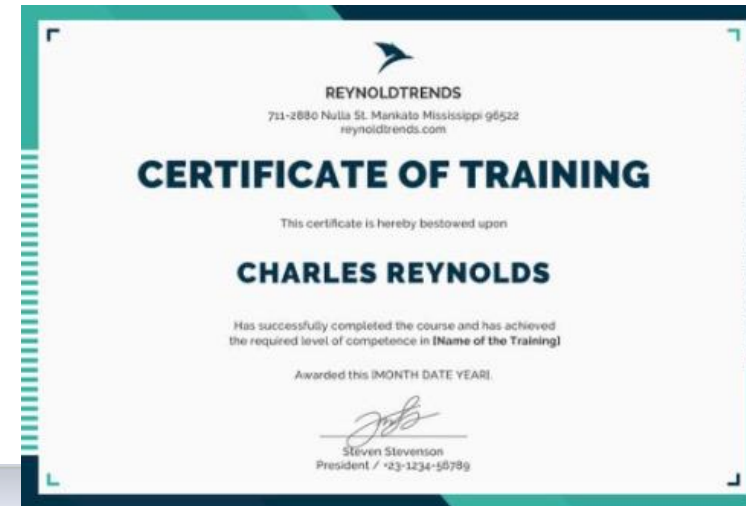 REYNOLDTRENDS
711-2880 Nulla St. Mankato Mississippi 96522
reynoldtrends.com
CERTIFICATE OF TRAINING
This certificate is hereby bestowed upon
CHARLES REYNOLDS
Has successfully completed the course and has achieved
the required level of competence in [Name of the Training]
Awarded this [MONTH DATE YEAR].
Steven Stevenson
President / +23-1234-56789